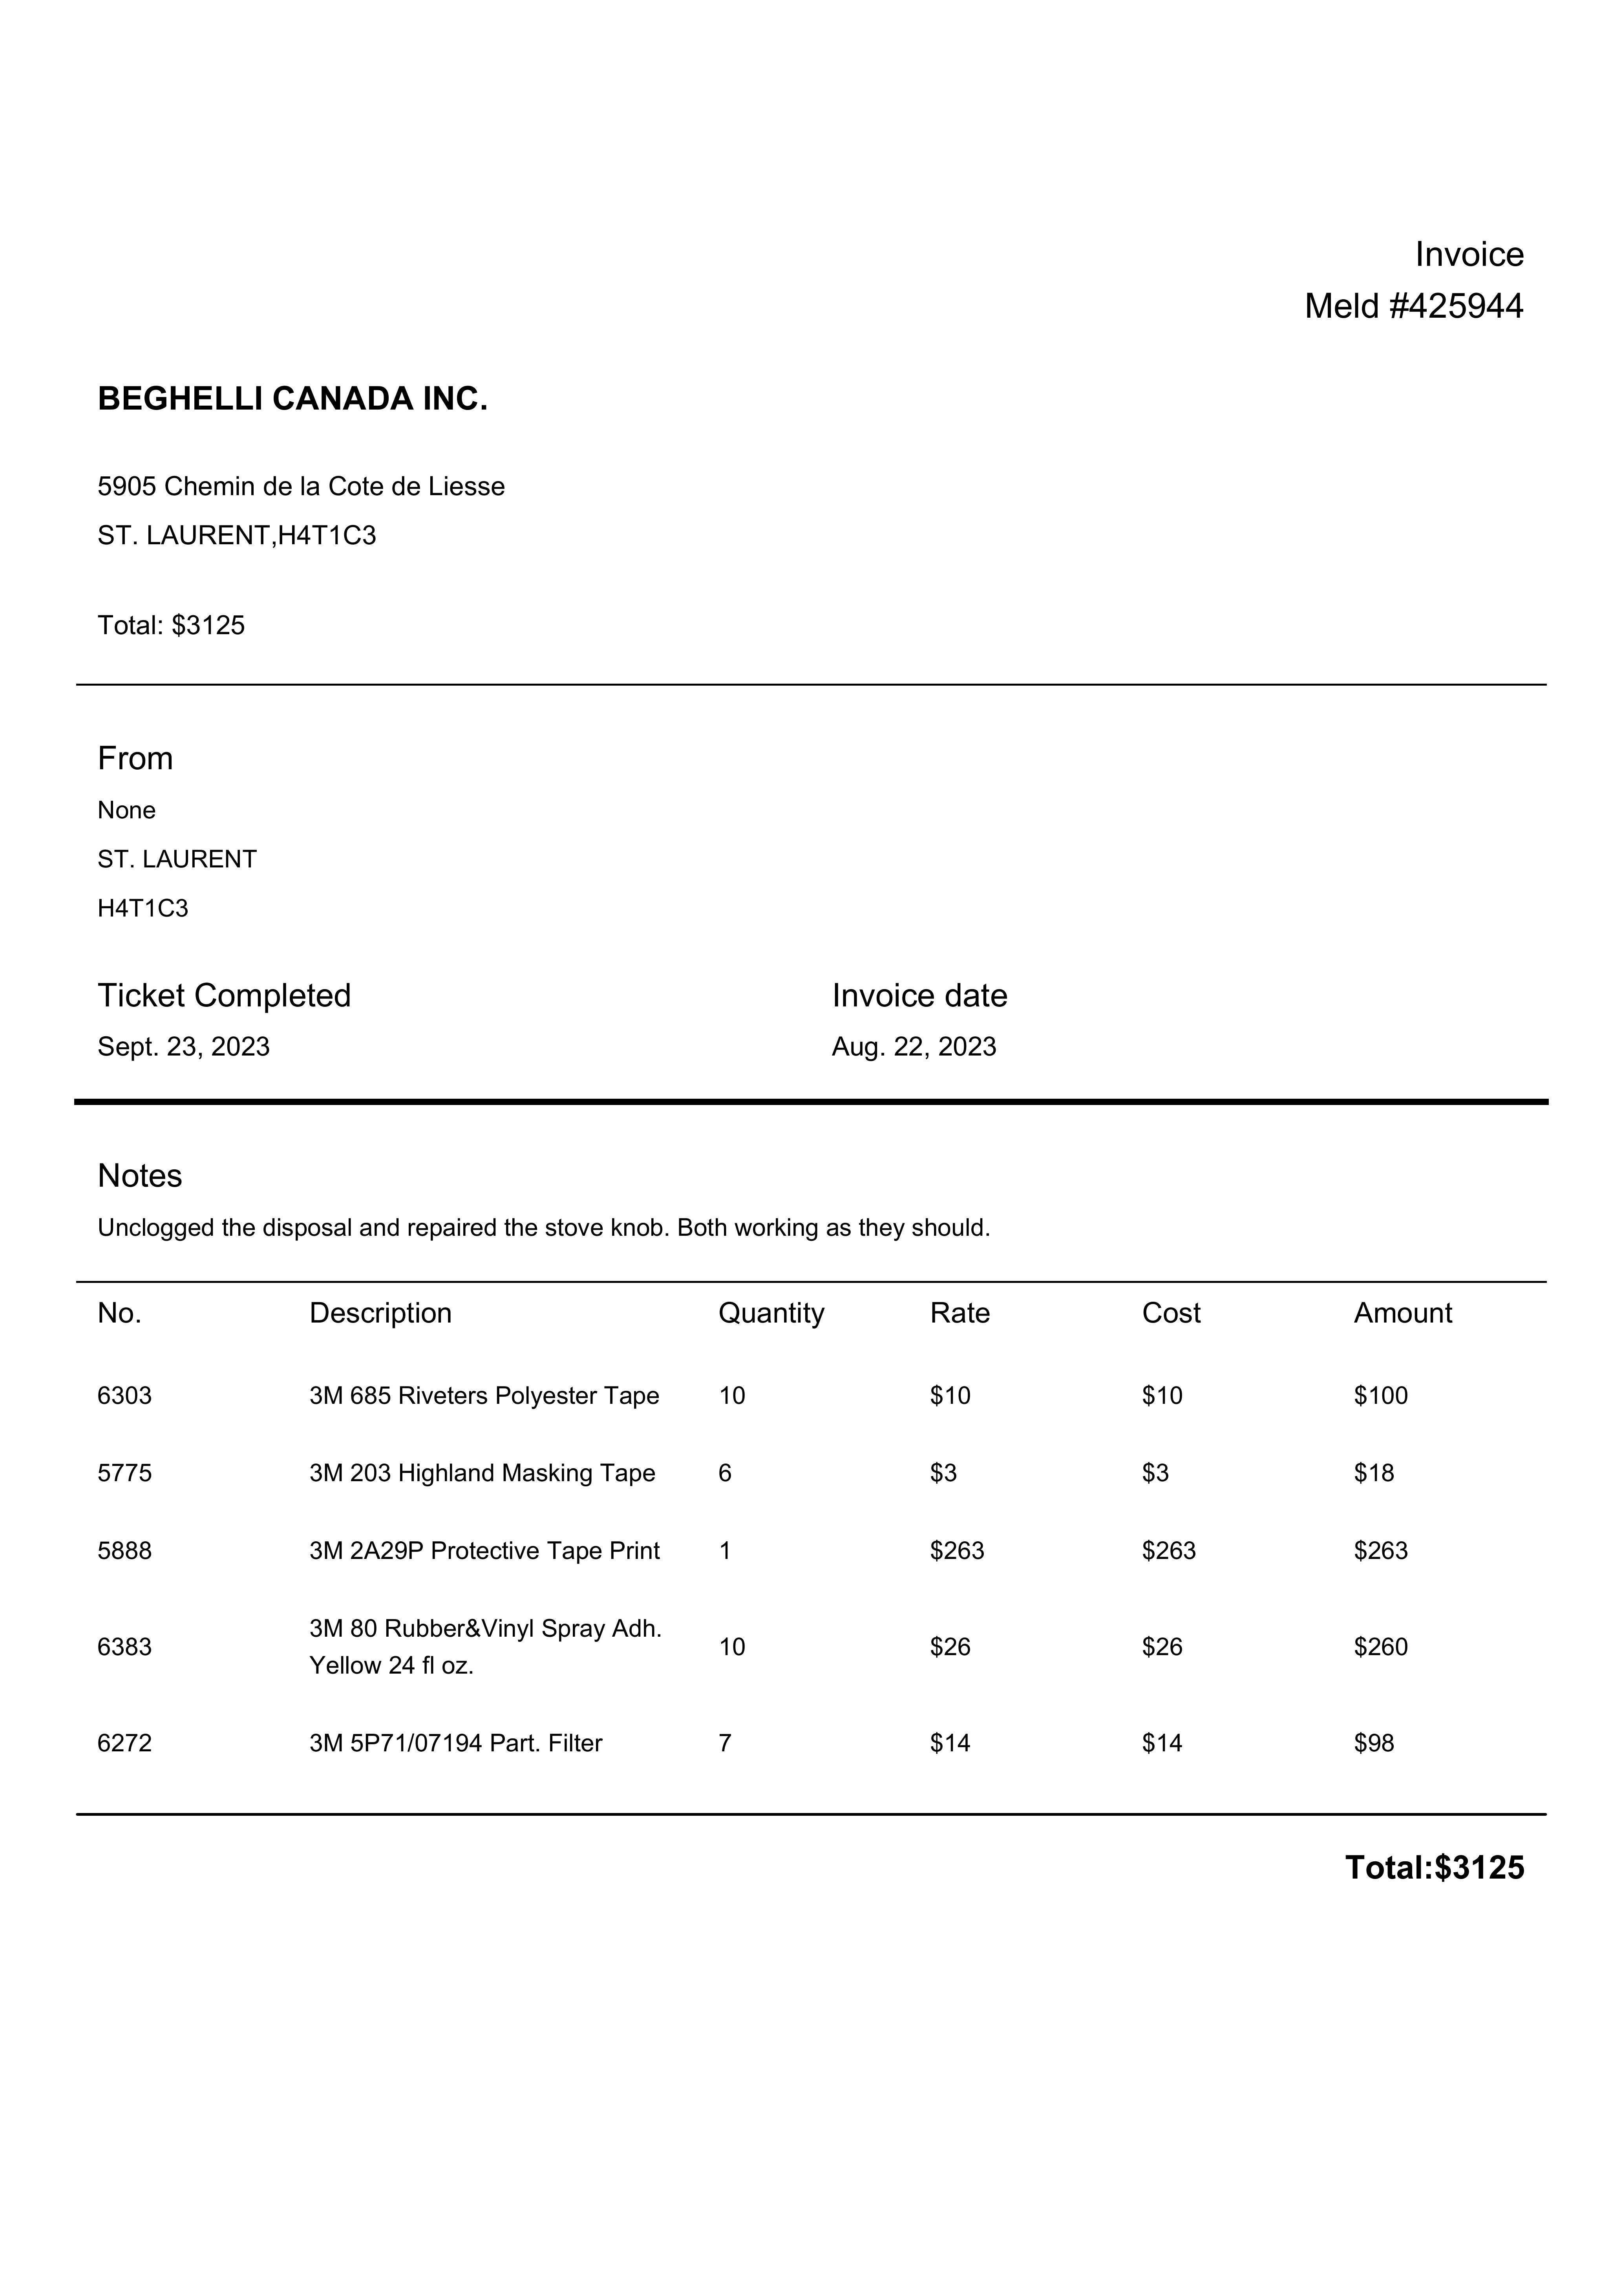 Invoice
Meld #425944
BEGHELLI CANADA INC.
5905 Chemin de la Cote de Liesse
ST. LAURENT,H4T1C3
Total: $3125
From
None
ST. LAURENT
H4T1C3
Ticket Completed Invoice date
Sept. 23, 2023 Aug. 22, 2023
Notes
Unclogged the disposal and repaired the stove knob. Both working as they should.
No. Description Quantity Rate Cost Amount
6303 3M 685 Riveters Polyester Tape 10 $10 $10 $100
5775 3M 203 Highland Masking Tape 6 $3 $3 $18
5888 3M 2A29P Protective Tape Print 1 $263 $263 $263
6383 3M 80 Rubber&Vinyl Spray Adh. 10 $26 $26 $260
Yellow 24 fl oz.
6272 3M 5P71/07194 Part. Filter 7 $14 $14 $98
Total:$3125